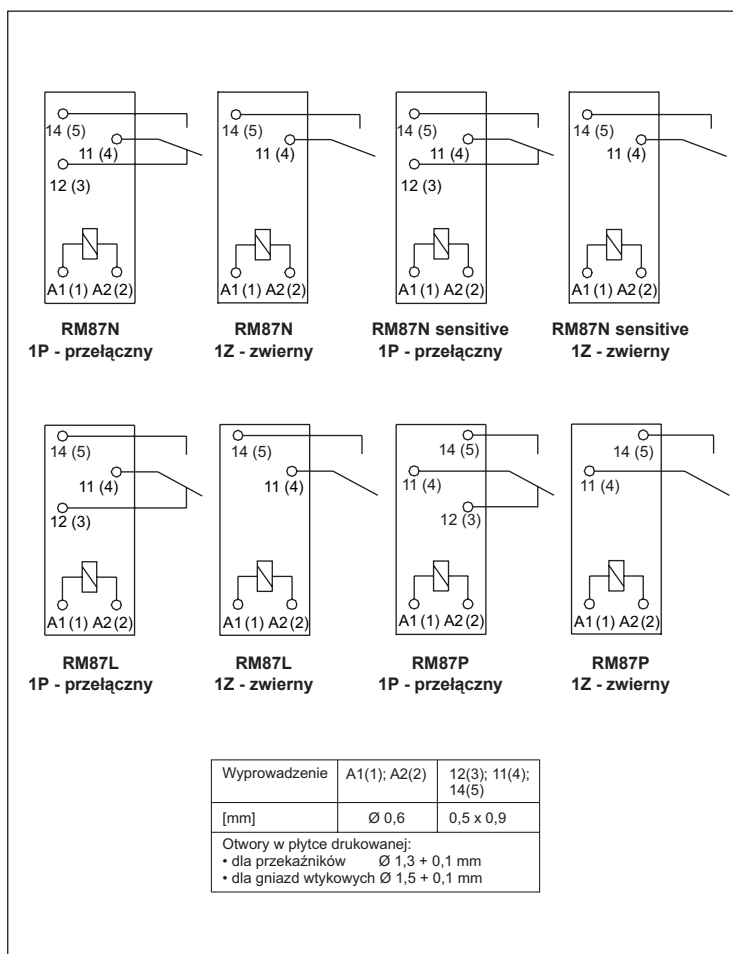 14 (5)
11 (4)
12 (3)
A1 (1) A2 (2)
RM87N
1P - przełączny
14 (5)
11 (4)
A1 (1) A2 (2)
RM87N
1Z - zwierny
14 (5)
11 (4)
12 (3)
A1 (1) A2 (2)
RM87N sensitive
1P - przełączny
14 (5)
11 (4)
A1 (1) A2 (2)
RM87N sensitive
1Z - zwierny
14 (5)
11 (4)
12 (3)
A1 (1) A2 (2)
RM87L
1P - przełączny
14 (5)
11 (4)
A1 (1) A2 (2)
RM87L
1Z - zwierny
14 (5)
11 (4)
12 (3)
A1 (1) A2 (2)
RM87P
1P - przełączny
14 (5)
11 (4)
A1 (1) A2 (2)
RM87P
1Z - zwierny
Wyprowadzenie A1(1); A2(2) 12(3); 11(4);
14(5)
[mm] Ø 0,6 0,5 x 0,9
Otwory w płytce drukowanej:
• dla przekaźników Ø 1,3 + 0,1 mm
• dla gniazd wtykowych Ø 1,5 + 0,1 mm